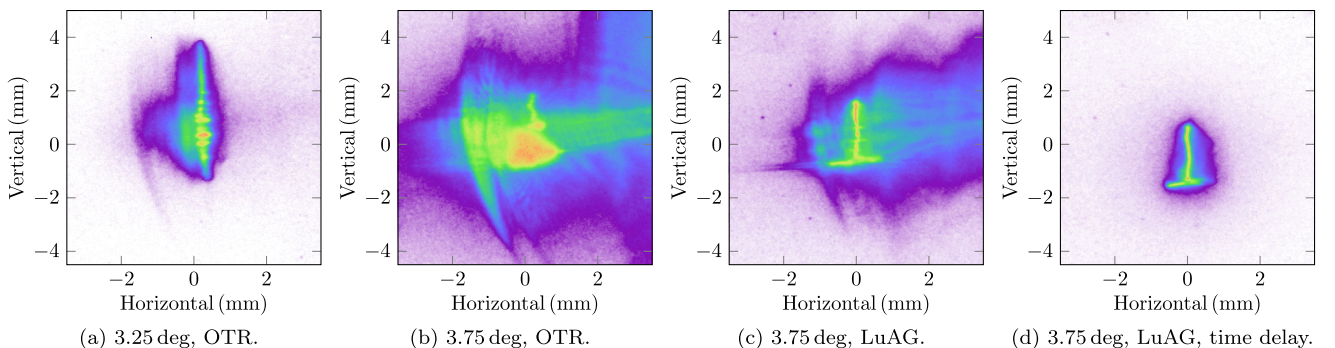 4 4 4 4
2 2 2 2
0 0 0 0
−2 −2 −2 −2
−4 −4 −4 −4
Vertical (mm) Vertical (mm) Vertical (mm) Vertical (mm)
−2 0 2 −2 0 2 −2 0 2 −2 0 2
Horizontal (mm) Horizontal (mm) Horizontal (mm) Horizontal (mm)
(a) 3.25 deg, OTR. (b) 3.75 deg, OTR. (c) 3.75 deg, LuAG. (d) 3.75 deg, LuAG, time delay.